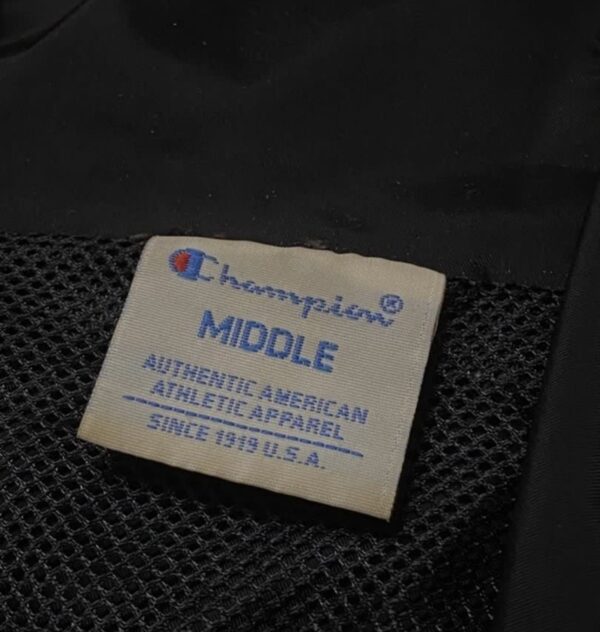 Champion®
MIDDLE
AUTHENTIC AMERICAN
ATHLETIC APPAREL
SINCE 1919 U.S.A.